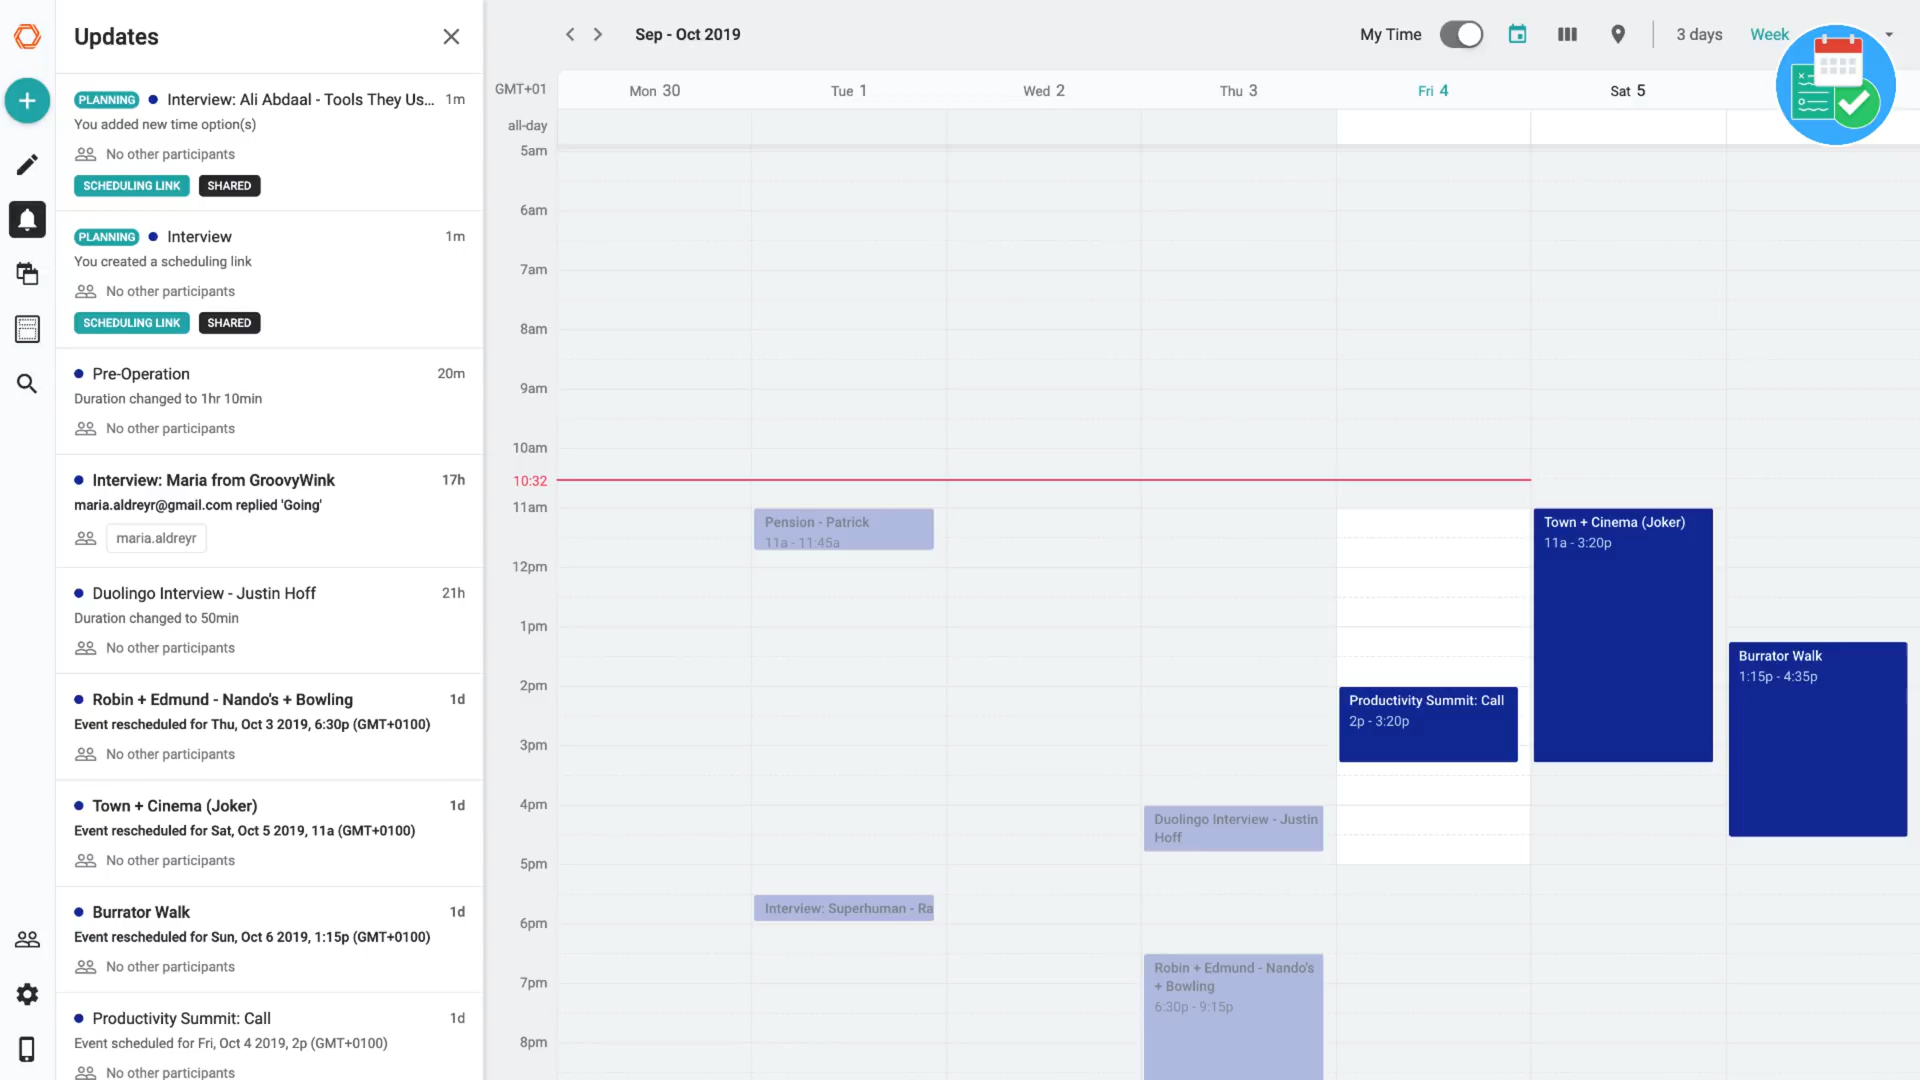 Updates
PLANNING Interview: Ali Abdaal - Tools They Us... 1m
You added new time option(s)
No other participants
SCHEDULING LINK SHARED
PLANNING Interview 1m
You created a scheduling link
No other participants
SCHEDULING LINK SHARED
Pre-Operation 20m
Duration changed to 1hr 10min
No other participants
Interview: Maria from GroovyWink 17h
maria.aldreyr@gmail.com replied 'Going'
maria.aldreyr
Duolingo Interview - Justin Hoff 21h
Duration changed to 50min
No other participants
Robin + Edmund - Nando's + Bowling 1d
Event rescheduled for Thu, Oct 3 2019, 6:30p (GMT+0100)
No other participants
Town + Cinema (Joker) 1d
Event rescheduled for Sat, Oct 5 2019, 11a (GMT+0100)
No other participants
Burrator Walk 1d
Event rescheduled for Sun, Oct 6 2019, 1:15p (GMT+0100)
No other participants
Productivity Summit: Call 1d
Event scheduled for Fri, Oct 4 2019, 2p (GMT+0100)
No other participants
Sep - Oct 2019
My Time
3 days
Week
GMT+01 Mon 30 Tue 1 Wed 2 Thu 3 Fri 4 Sat 5
all-day
5am
6am
7am
8am
9am
10am
10:32
11am
12pm
1pm
2pm
3pm
4pm
5pm
6pm
7pm
8pm
Pension - Patrick
11a - 11:45a
Interview: Superhuman - Ra
Duolingo Interview - Justin
Hoff
Robin + Edmund - Nando's
+ Bowling
6:30p - 9:15p
Productivity Summit: Call
2p - 3:20p
Town + Cinema (Joker)
11a - 3:20p
Burrator Walk
1:15p - 4:35p